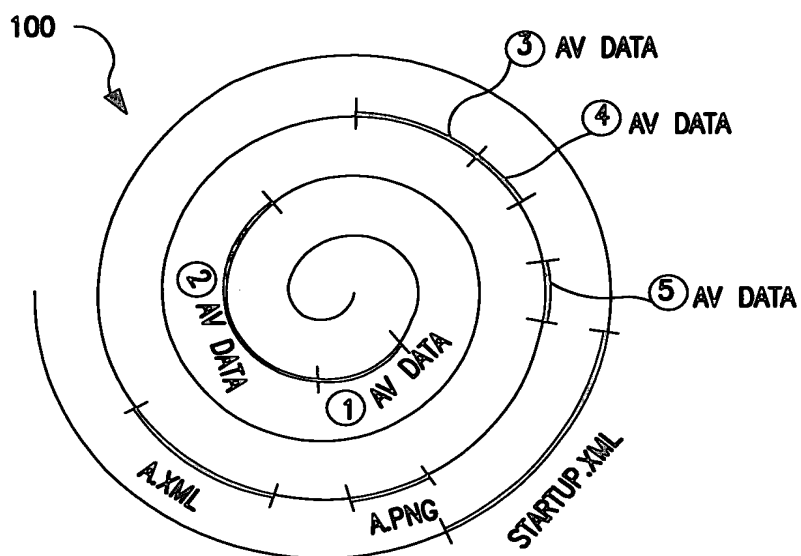 100
③ AV DATA
④ AV DATA
② AV DATA
⑤ AV DATA
① AV DATA
A.XML
A.PNG
STARTUP.XML